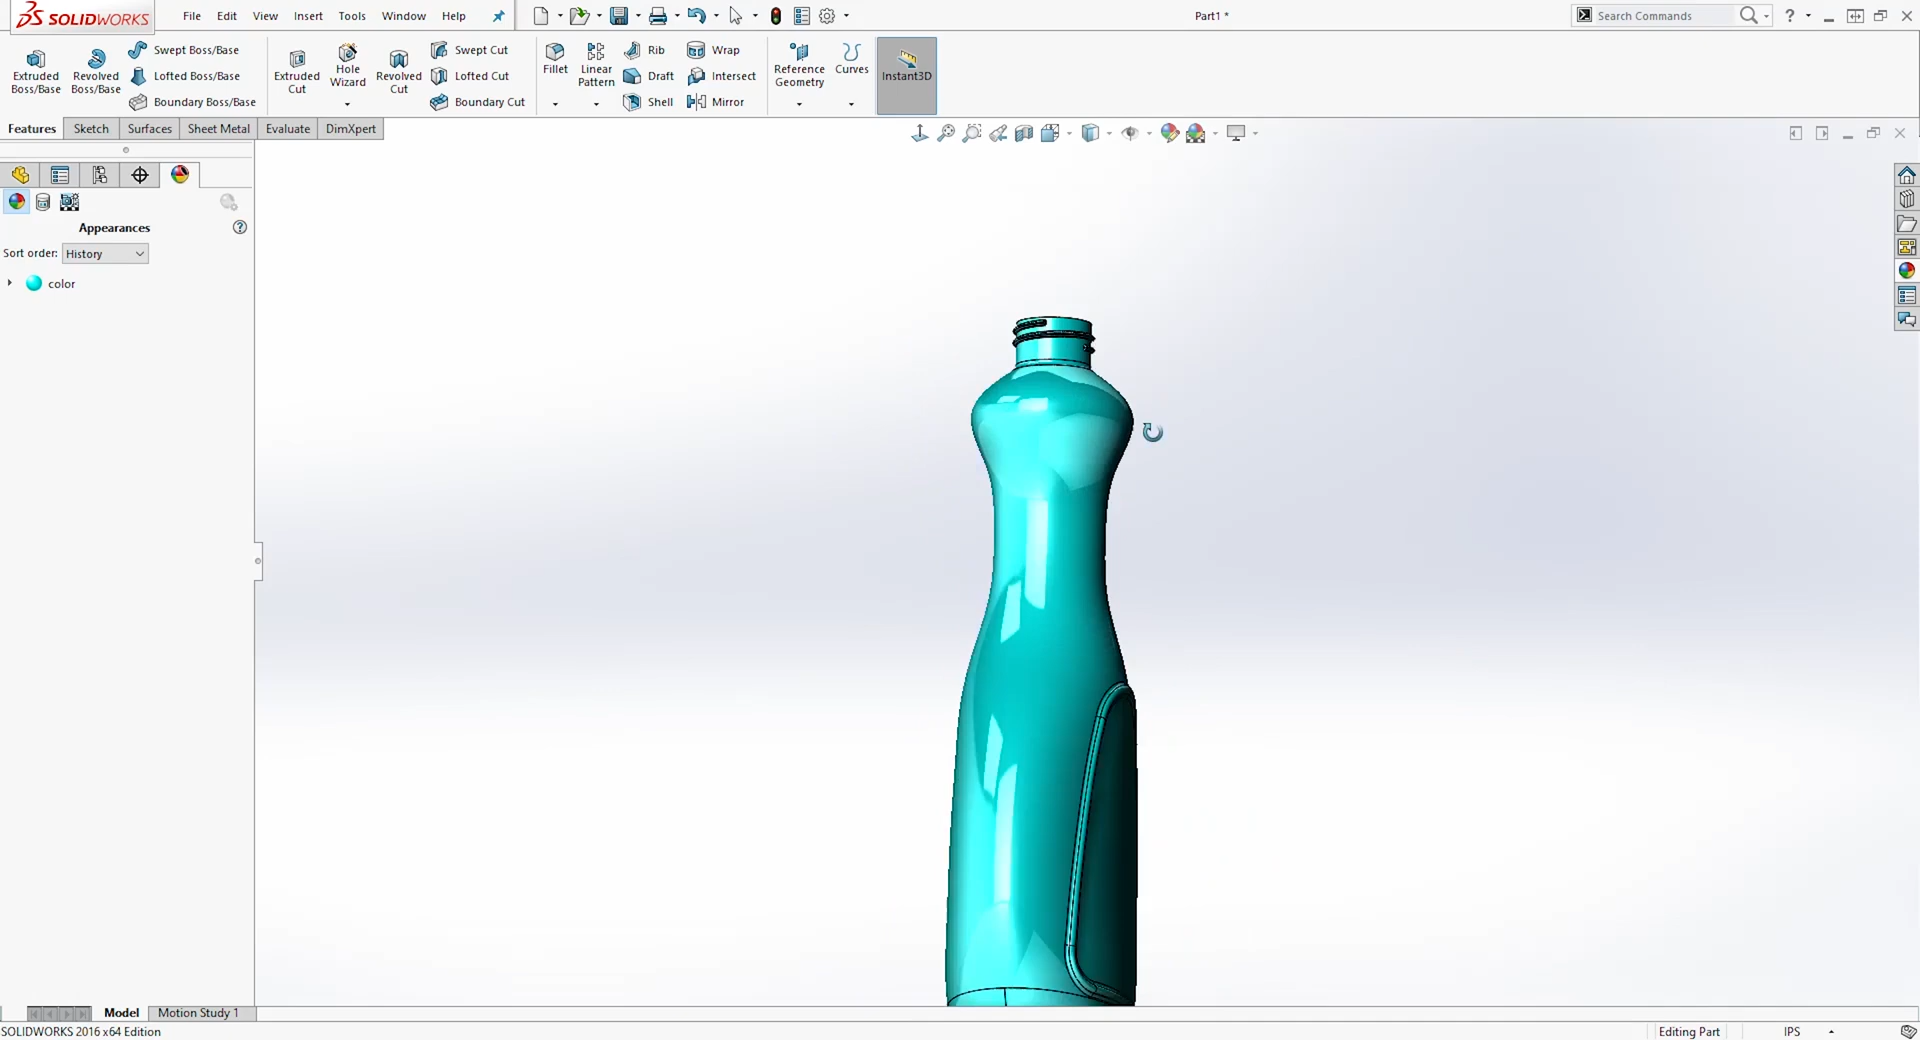 SOLIDWORKS File Edit View Insert Tools Window Help Part1 * Search Commands ?
Extruded Boss/Base
Revolved Boss/Base
Swept Boss/Base
Lofted Boss/Base
Boundary Boss/Base
Extruded Cut
Hole Wizard
Revolved Cut
Swept Cut
Lofted Cut
Boundary Cut
Fillet
Linear Pattern
Rib
Draft
Shell
Wrap
Intersect
Mirror
Reference Geometry
Curves
Instant3D
Features Sketch Surfaces Sheet Metal Evaluate DimXpert
Appearances ?
Sort order: History
color
Model Motion Study 1
SOLIDWORKS 2016 x64 Edition Editing Part IPS